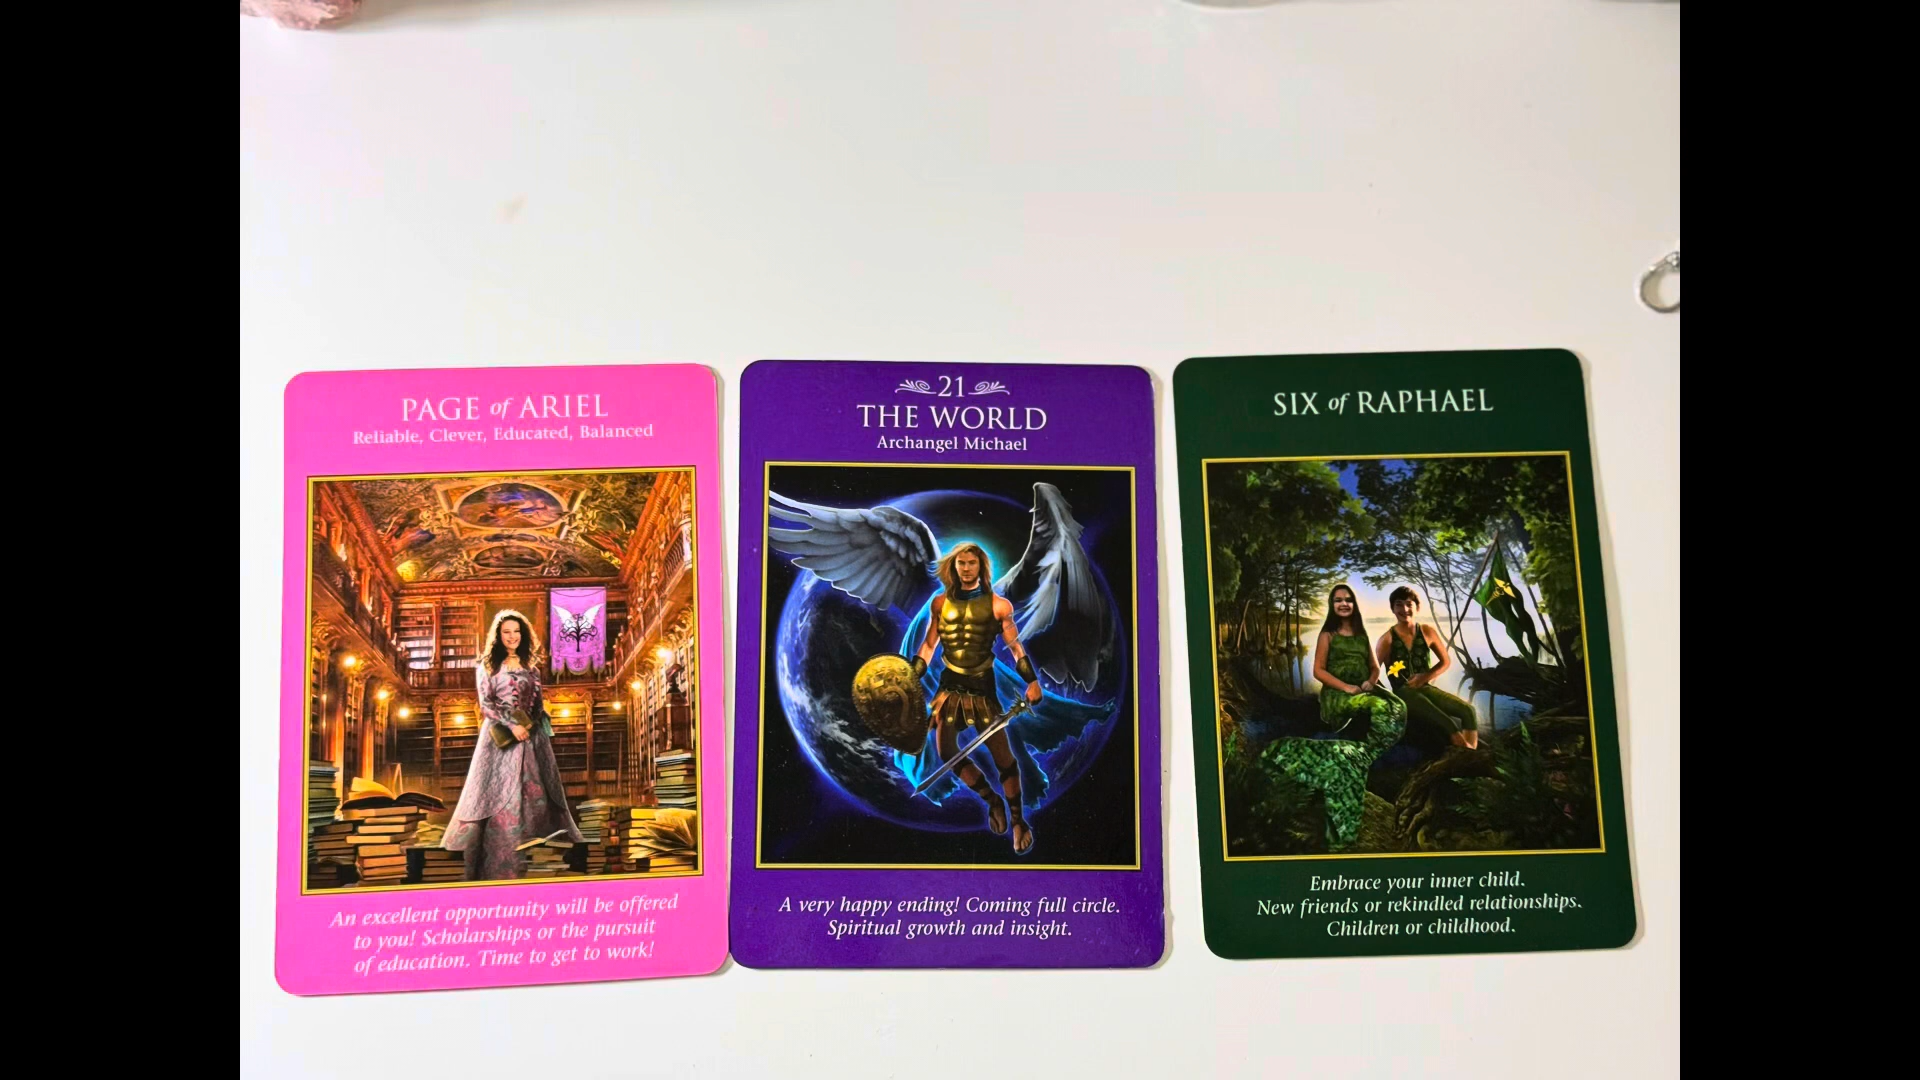 PAGE of ARIEL
Reliable, Clever, Educated, Balanced
An excellent opportunity will be offered
to you! Scholarships or the pursuit
of education. Time to get to work!
21
THE WORLD
Archangel Michael
A very happy ending! Coming full circle.
Spiritual growth and insight.
SIX of RAPHAEL
Embrace your inner child.
New friends or rekindled relationships.
Children or childhood.